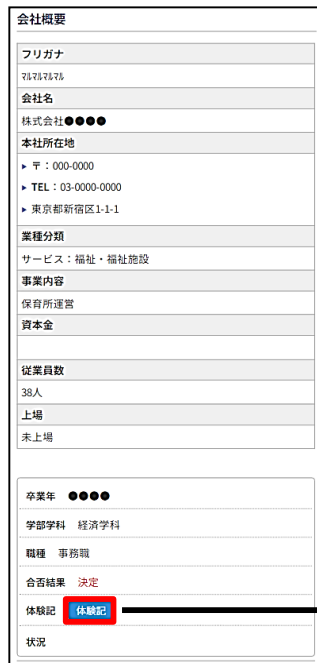 会社概要
フリガナ
マルマルマルマル
会社名
株式会社●●●●
本社所在地
▸ 〒：000-0000
▸ TEL：03-0000-0000
▸ 東京都新宿区1-1-1
業種分類
サービス：福祉・福祉施設
事業内容
保育所運営
資本金
従業員数
38人
上場
未上場
卒業年 ●●●●
学部学科 経済学科
職種 事務職
合否結果 決定
体験記 体験記
状況